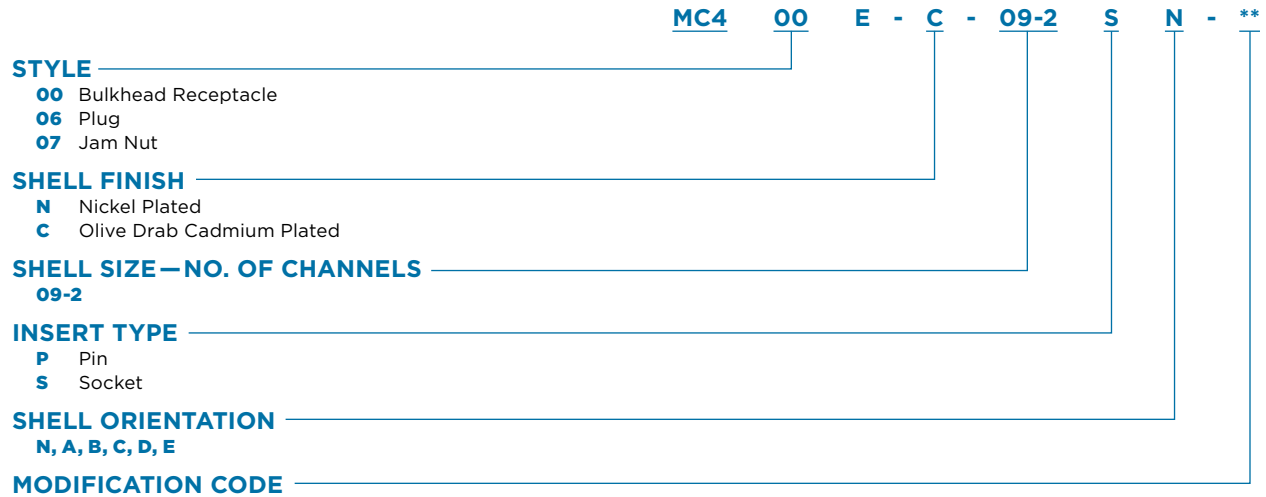 MC4 00 E - C - 09-2 S N - **
STYLE
00 Bulkhead Receptacle
06 Plug
07 Jam Nut
SHELL FINISH
N Nickel Plated
C Olive Drab Cadmium Plated
SHELL SIZE—NO. OF CHANNELS
09-2
INSERT TYPE
P Pin
S Socket
SHELL ORIENTATION
N, A, B, C, D, E
MODIFICATION CODE